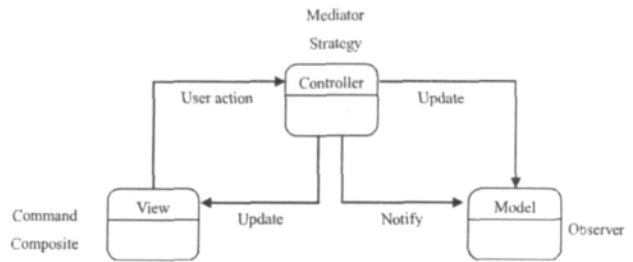 Mediator
Strategy
Controller
User action
Update
View
Command
Composite
Update
Notify
Model
Observer